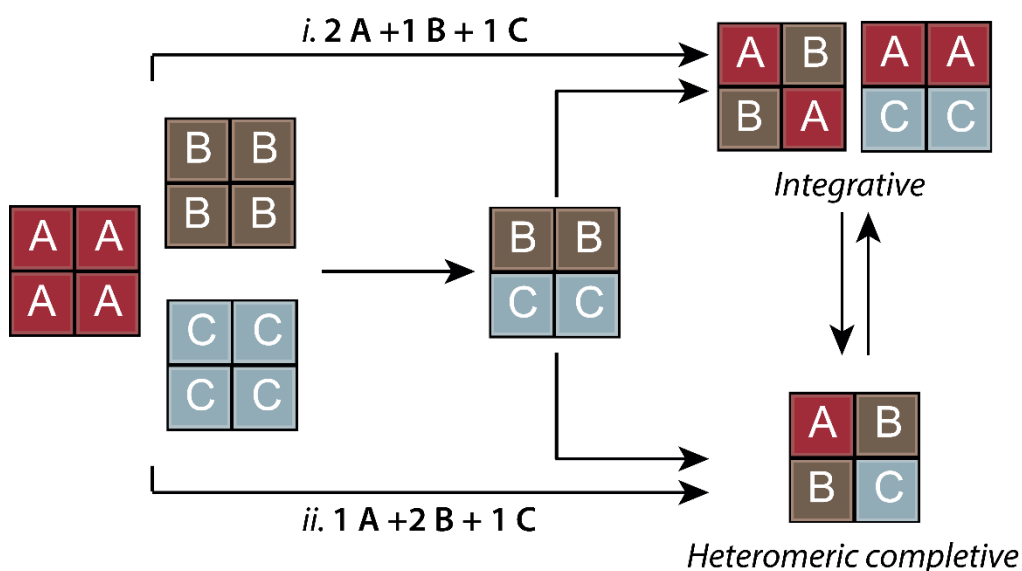 i. 2 A +1 B + 1 C
A B
B A
A A
C C
Integrative
B B
B B
A A
A A
C C
C C
B B
C C
A B
B C
Heteromeric completive
ii. 1 A +2 B + 1 C